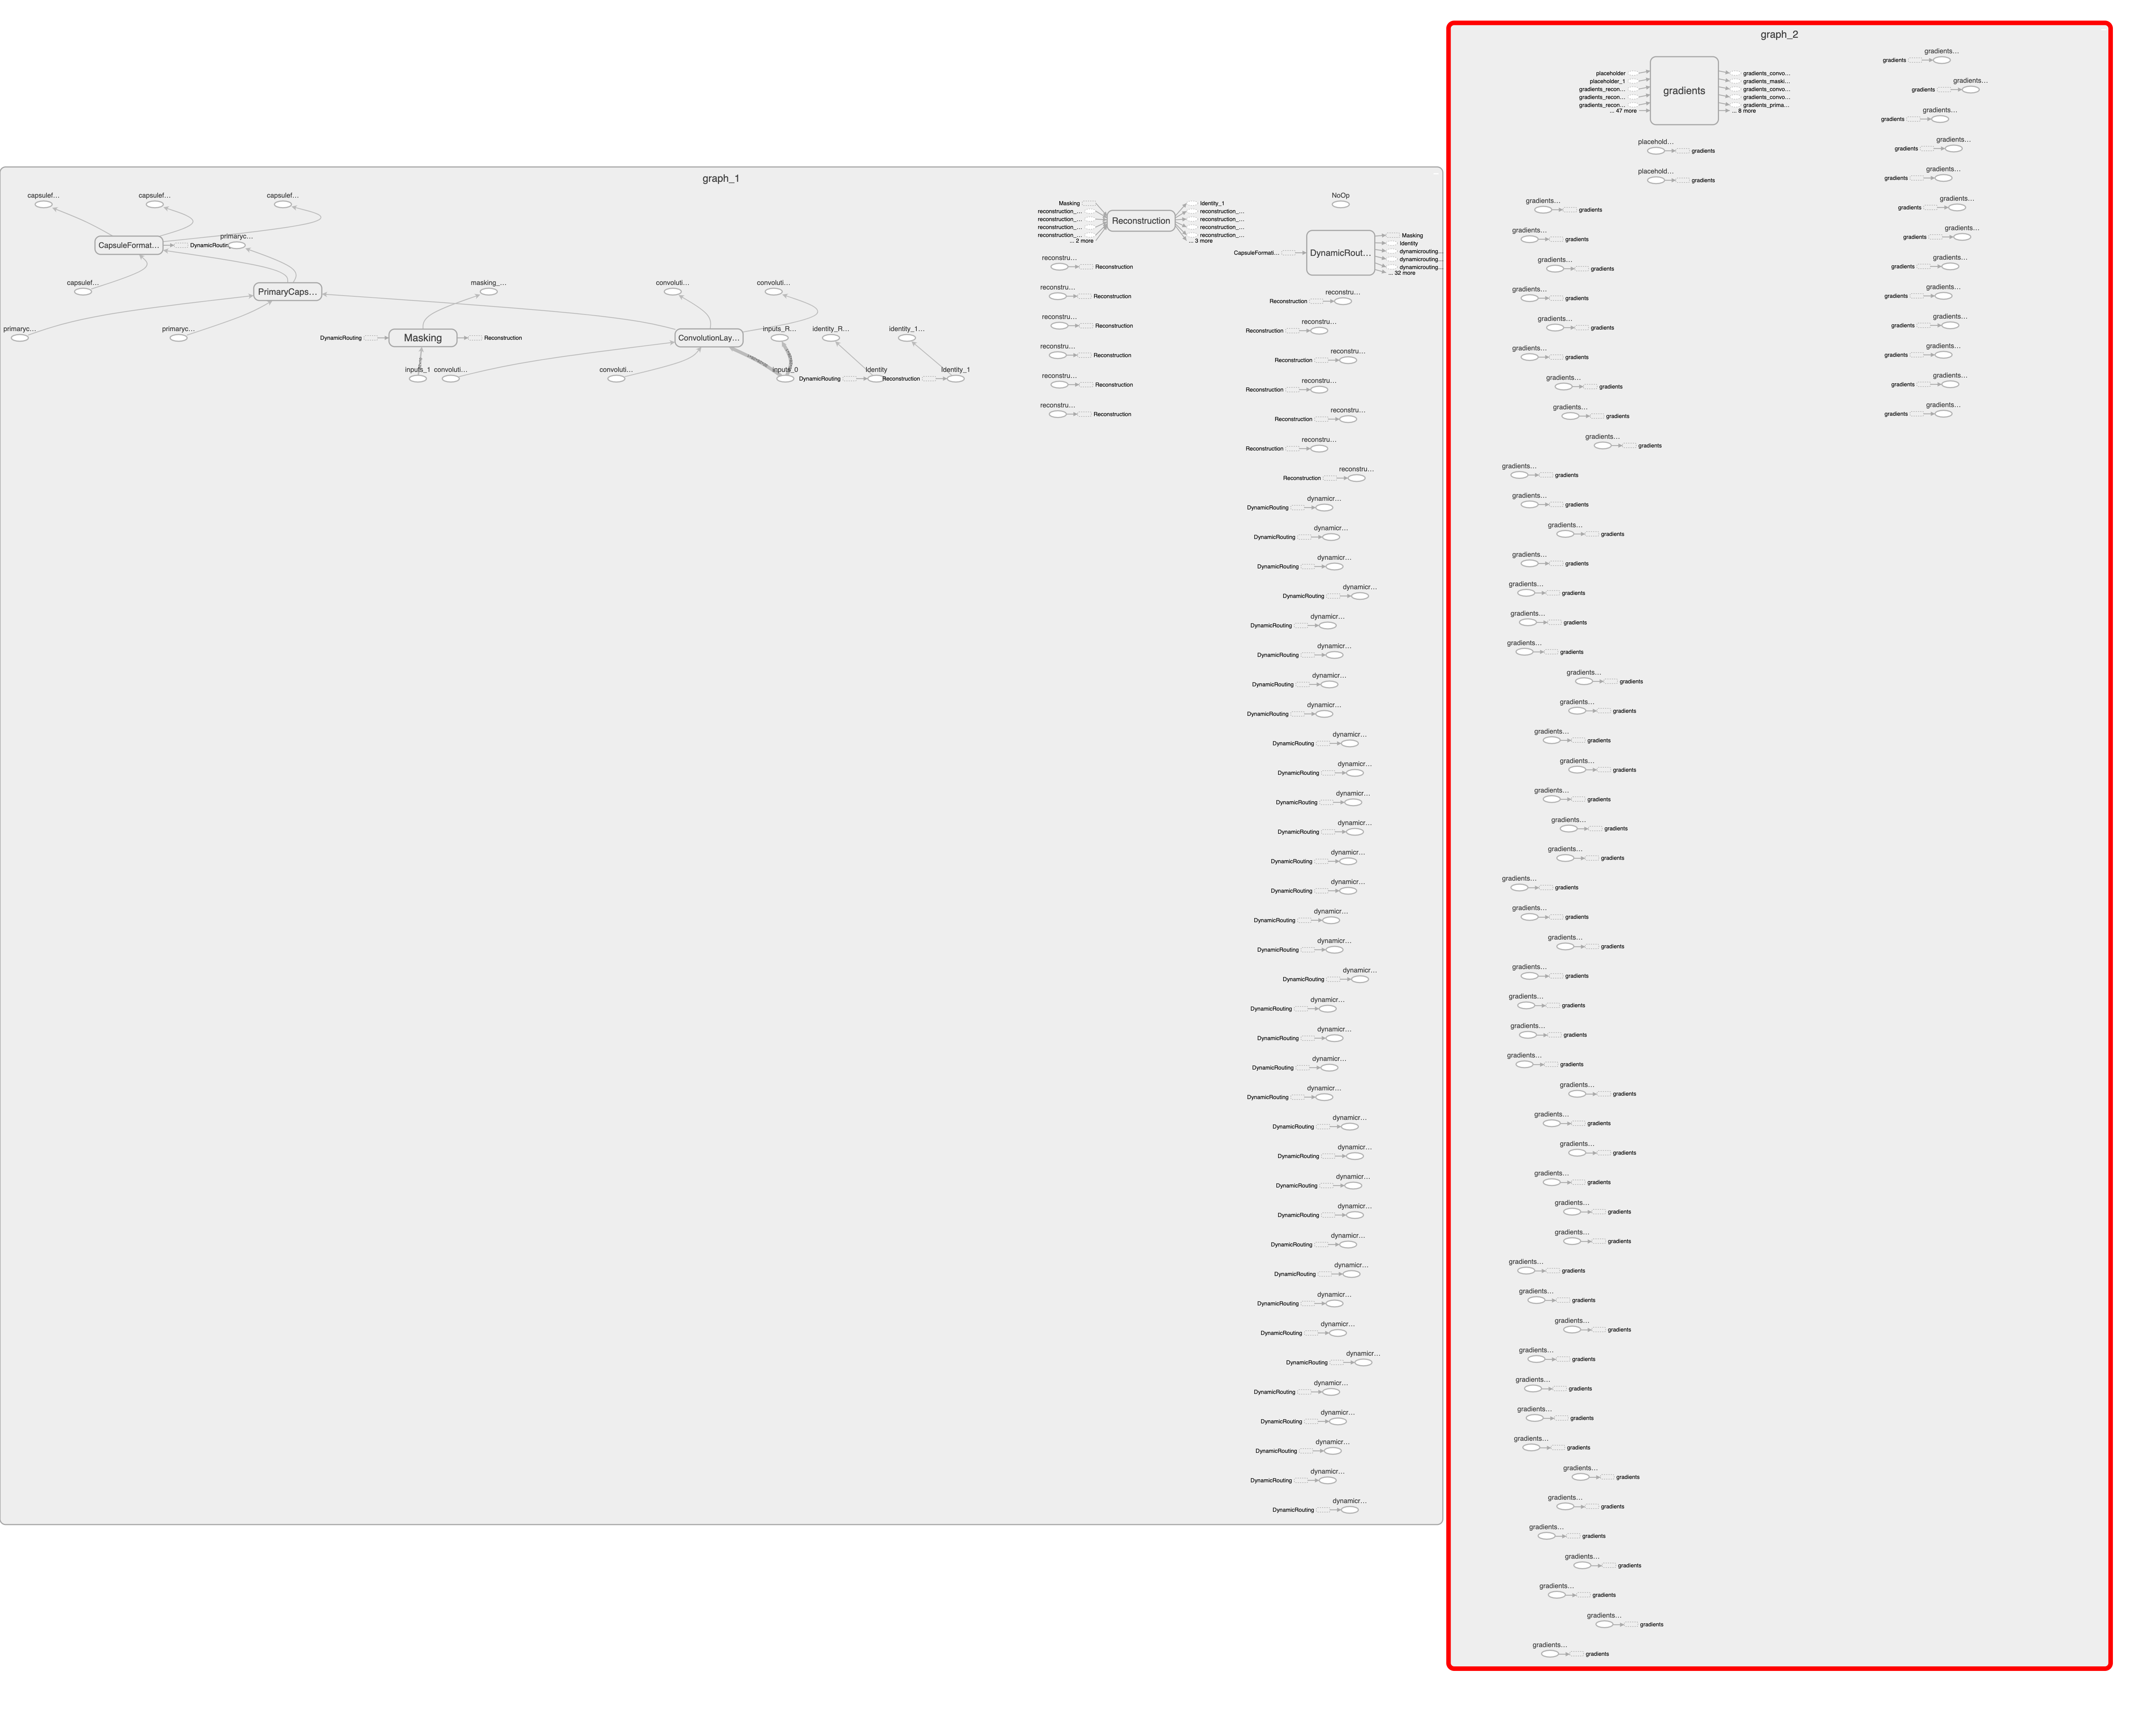 graph_1
capsulef...
capsulef...
capsulef...
CapsuleFormat...
DynamicRoutin
primaryc...
capsulef...
PrimaryCaps...
masking_...
convoluti...
convoluti...
primaryc...
primaryc...
DynamicRouting
Masking
Reconstruction
ConvolutionLay...
inputs_R...
identity_R...
identity_1...
inputs_1
convoluti...
convoluti...
inputs_0
DynamicRouting
Identity
Reconstruction
Identity_1
Masking
reconstruction_...
reconstruction_...
reconstruction_...
reconstruction_...
... 2 more
Reconstruction
Identity_1
reconstruction_...
reconstruction_...
reconstruction_...
reconstruction_...
... 3 more
reconstru...
Reconstruction
reconstru...
Reconstruction
reconstru...
Reconstruction
reconstru...
Reconstruction
reconstru...
Reconstruction
reconstru...
Reconstruction
NoOp
CapsuleFormati...
DynamicRout...
Masking
Identity
dynamicrouting...
dynamicrouting...
dynamicrouting...
... 32 more
reconstru...
Reconstruction
reconstru...
Reconstruction
reconstru...
Reconstruction
reconstru...
Reconstruction
reconstru...
Reconstruction
reconstru...
Reconstruction
reconstru...
Reconstruction
dynamicr...
DynamicRouting
dynamicr...
DynamicRouting
dynamicr...
DynamicRouting
dynamicr...
DynamicRouting
dynamicr...
DynamicRouting
dynamicr...
DynamicRouting
dynamicr...
DynamicRouting
dynamicr...
DynamicRouting
dynamicr...
DynamicRouting
dynamicr...
DynamicRouting
dynamicr...
DynamicRouting
dynamicr...
DynamicRouting
dynamicr...
DynamicRouting
dynamicr...
DynamicRouting
dynamicr...
DynamicRouting
dynamicr...
DynamicRouting
dynamicr...
DynamicRouting
dynamicr...
DynamicRouting
dynamicr...
DynamicRouting
dynamicr...
DynamicRouting
dynamicr...
DynamicRouting
dynamicr...
DynamicRouting
dynamicr...
DynamicRouting
dynamicr...
DynamicRouting
dynamicr...
DynamicRouting
dynamicr...
DynamicRouting
dynamicr...
DynamicRouting
dynamicr...
DynamicRouting
dynamicr...
DynamicRouting
dynamicr...
DynamicRouting
dynamicr...
DynamicRouting
dynamicr...
DynamicRouting
dynamicr...
DynamicRouting
dynamicr...
DynamicRouting
dynamicr...
DynamicRouting
graph_2
placeholder
placeholder_1
gradients_recon...
gradients_recon...
gradients_recon...
... 47 more
gradients
gradients_convo...
gradients_maski...
gradients_convo...
gradients_convo...
gradients_prima...
... 8 more
placehold...
gradients
placehold...
gradients
gradients...
gradients
gradients...
gradients
gradients...
gradients
gradients...
gradients
gradients...
gradients
gradients...
gradients
gradients...
gradients
gradients...
gradients
gradients...
gradients
gradients...
gradients
gradients...
gradients
gradients...
gradients
gradients...
gradients
gradients...
gradients
gradients...
gradients
gradients...
gradients
gradients...
gradients
gradients...
gradients
gradients...
gradients
gradients...
gradients
gradients...
gradients
gradients...
gradients
gradients...
gradients
gradients...
gradients
gradients...
gradients
gradients...
gradients
gradients...
gradients
gradients...
gradients
gradients...
gradients
gradients...
gradients
gradients...
gradients
gradients...
gradients
gradients...
gradients
gradients...
gradients
gradients...
gradients
gradients...
gradients
gradients...
gradients
gradients...
gradients
gradients...
gradients
gradients...
gradients
gradients...
gradients
gradients...
gradients
gradients...
gradients
gradients...
gradients
gradients...
gradients
gradients...
gradients
gradients...
gradients
gradients...
gradients
gradients...
gradients
gradients...
gradients
gradients...
gradients
gradients...
gradients
gradients...
gradients
gradients...
gradients
gradients...
gradients
gradients...
gradients
gradients...
gradients
gradients...
gradients
gradients...
gradients
gradients...
gradients
gradients...
gradients
gradients...
gradients
gradients...
gradients